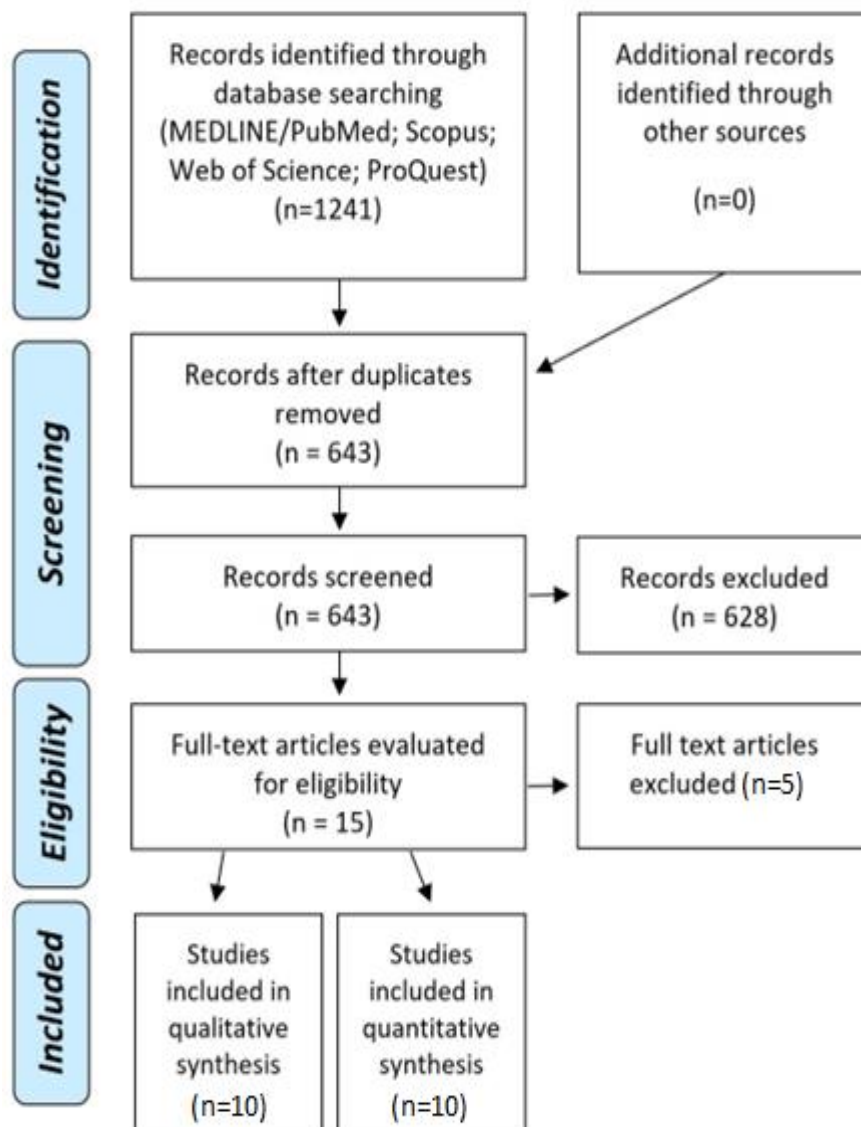 Identification
Records identified through
database searching
(MEDLINE/PubMed; Scopus;
Web of Science; ProQuest)
(n=1241)
Additional records
identified through
other sources
(n=0)
Screening
Records after duplicates
removed
(n = 643)
Records screened
(n = 643)
Records excluded
(n = 628)
Eligibility
Full-text articles evaluated
for eligibility
(n = 15)
Full text articles
excluded (n=5)
Included
Studies
included in
qualitative
synthesis
(n=10)
Studies
included in
quantitative
synthesis
(n=10)